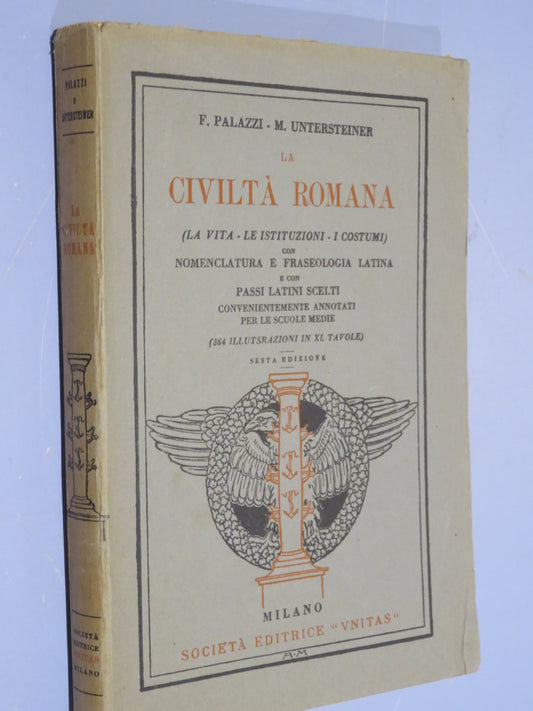 PALAZZI
E
UNTERSTEINER
LA
CIVILTÀ
ROMANA
SOCIETÀ
EDITRICE
VNITAS
MILANO
F. PALAZZI - M. UNTERSTEINER
LA
CIVILTÀ ROMANA
(LA VITA - LE ISTITUZIONI - I COSTUMI)
CON
NOMENCLATURA E FRASEOLOGIA LATINA
E CON
PASSI LATINI SCELTI
CONVENIENTEMENTE ANNOTATI
PER LE SCUOLE MEDIE
(364 ILLUTSRAZIONI IN XL TAVOLE)
SESTA EDIZIONE
MILANO
SOCIETÀ EDITRICE "VNITAS"
A·M